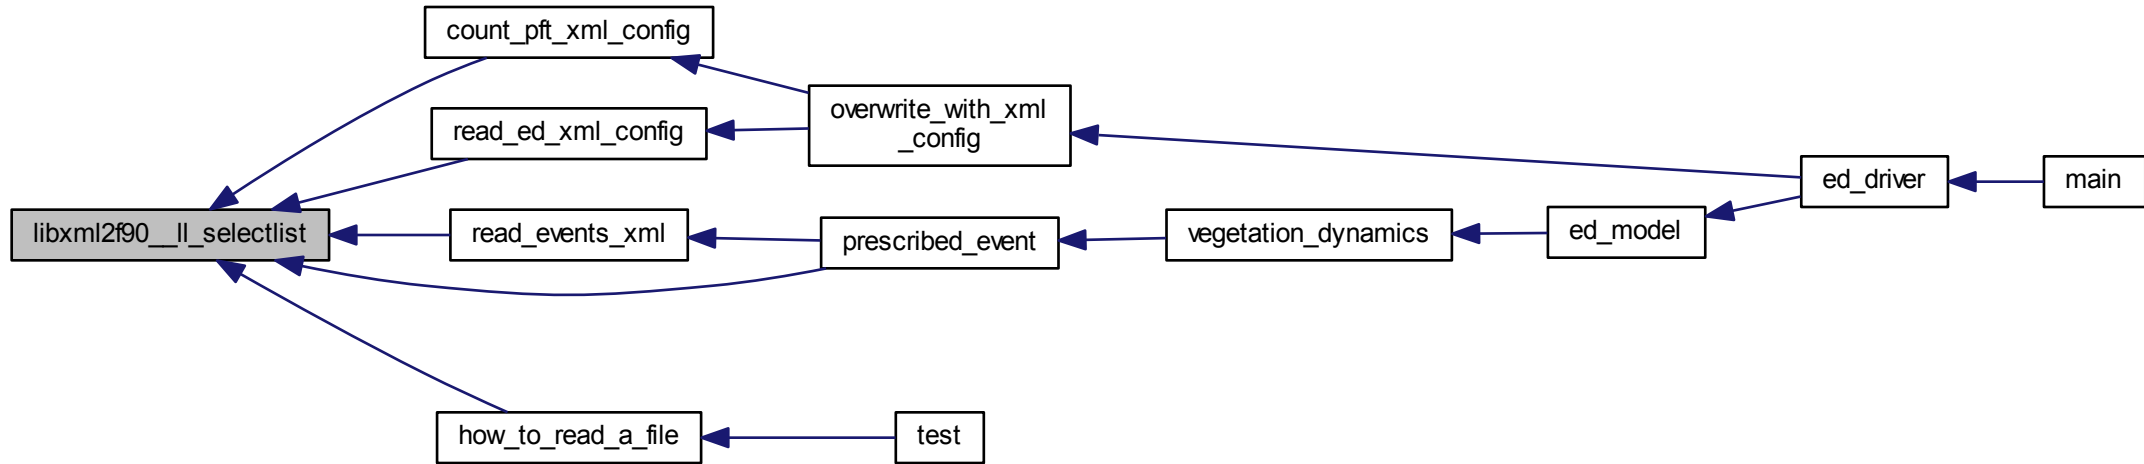 count_pft_xml_config
overwrite_with_xml
_config
read_ed_xml_config
ed_driver
main
libxml2f90__ll_selectlist
read_events_xml
prescribed_event
vegetation_dynamics
ed_model
how_to_read_a_file
test